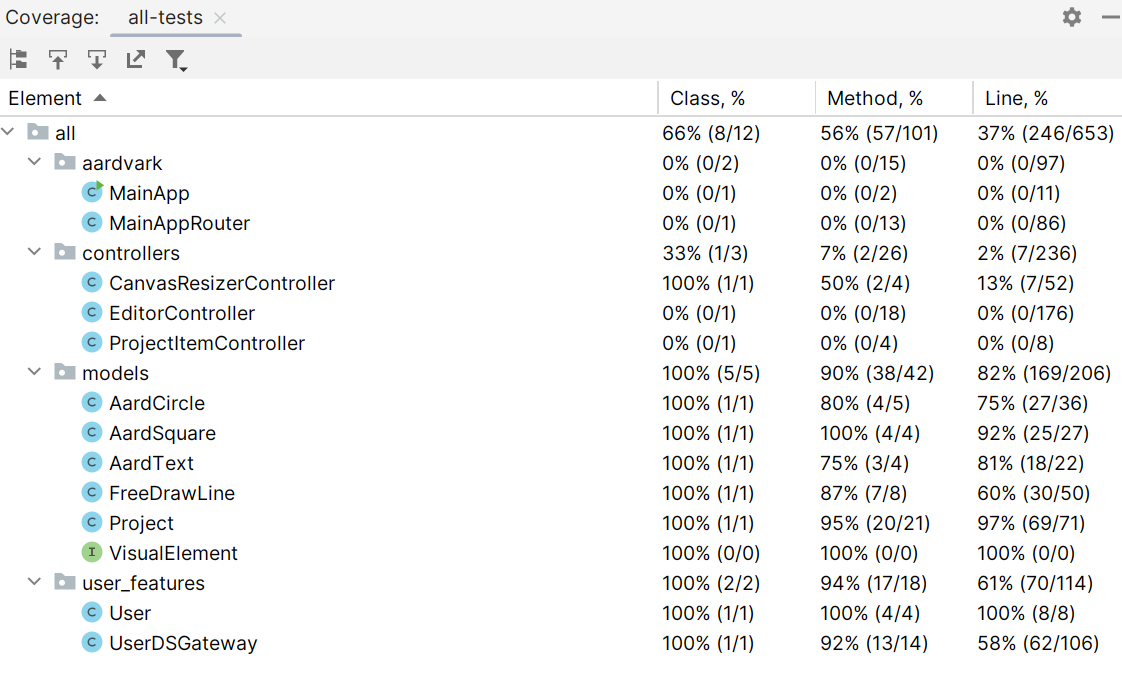 Coverage: all-tests
Element Class, % Method, % Line, %
all 66% (8/12) 56% (57/101) 37% (246/653)
aardvark 0% (0/2) 0% (0/15) 0% (0/97)
C MainApp 0% (0/1) 0% (0/2) 0% (0/11)
C MainAppRouter 0% (0/1) 0% (0/13) 0% (0/86)
controllers 33% (1/3) 7% (2/26) 2% (7/236)
C CanvasResizerController 100% (1/1) 50% (2/4) 13% (7/52)
C EditorController 0% (0/1) 0% (0/18) 0% (0/176)
C ProjectItemController 0% (0/1) 0% (0/4) 0% (0/8)
models 100% (5/5) 90% (38/42) 82% (169/206)
C AardCircle 100% (1/1) 80% (4/5) 75% (27/36)
C AardSquare 100% (1/1) 100% (4/4) 92% (25/27)
C AardText 100% (1/1) 75% (3/4) 81% (18/22)
C FreeDrawLine 100% (1/1) 87% (7/8) 60% (30/50)
C Project 100% (1/1) 95% (20/21) 97% (69/71)
I VisualElement 100% (0/0) 100% (0/0) 100% (0/0)
user_features 100% (2/2) 94% (17/18) 61% (70/114)
C User 100% (1/1) 100% (4/4) 100% (8/8)
C UserDSGateway 100% (1/1) 92% (13/14) 58% (62/106)